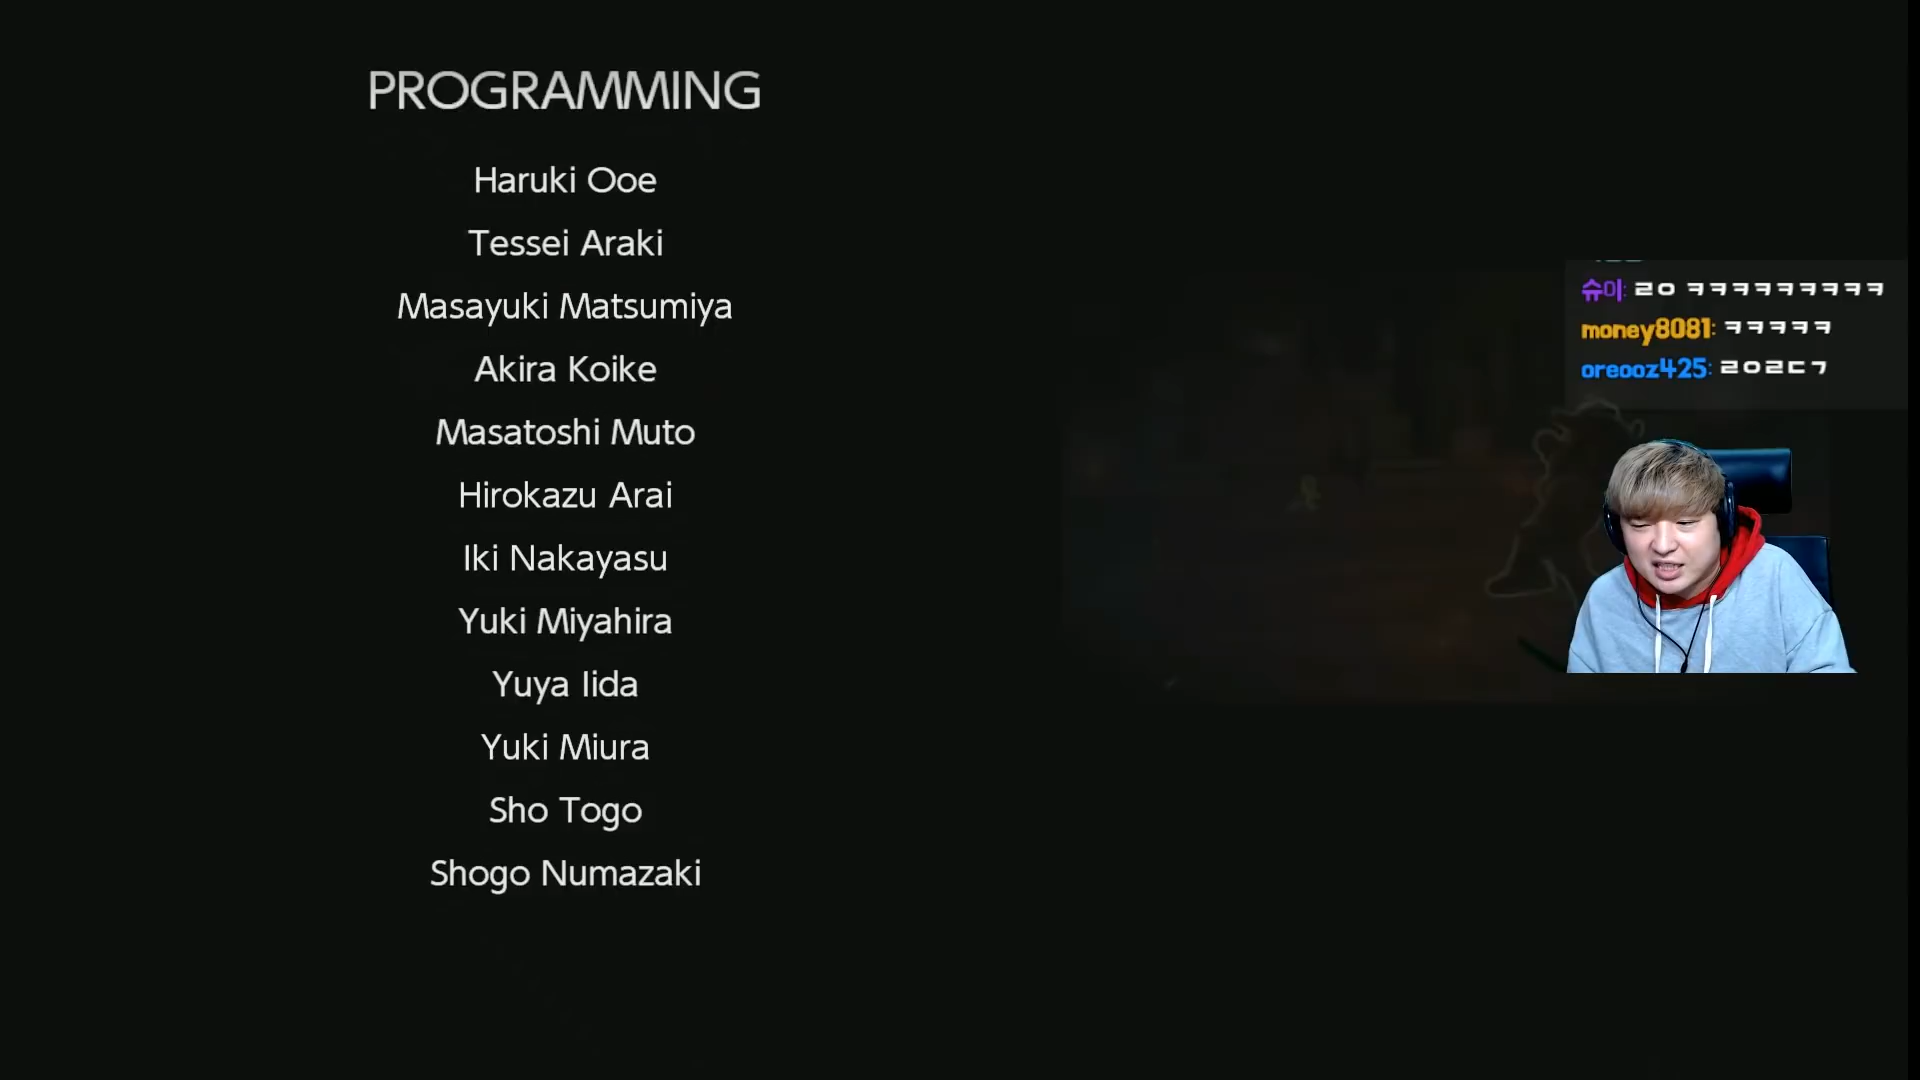 PROGRAMMING
Haruki Ooe
Tessei Araki
Masayuki Matsumiya
Akira Koike
Masatoshi Muto
Hirokazu Arai
Iki Nakayasu
Yuki Miyahira
Yuya Iida
Yuki Miura
Sho Togo
Shogo Numazaki
슈미: ㄹㅇ ㅋㅋㅋㅋㅋㅋㅋㅋㅋ
money8081: ㅋㅋㅋㅋㅋ
oreooz425: ㄹㅇㄹㄷㄱ